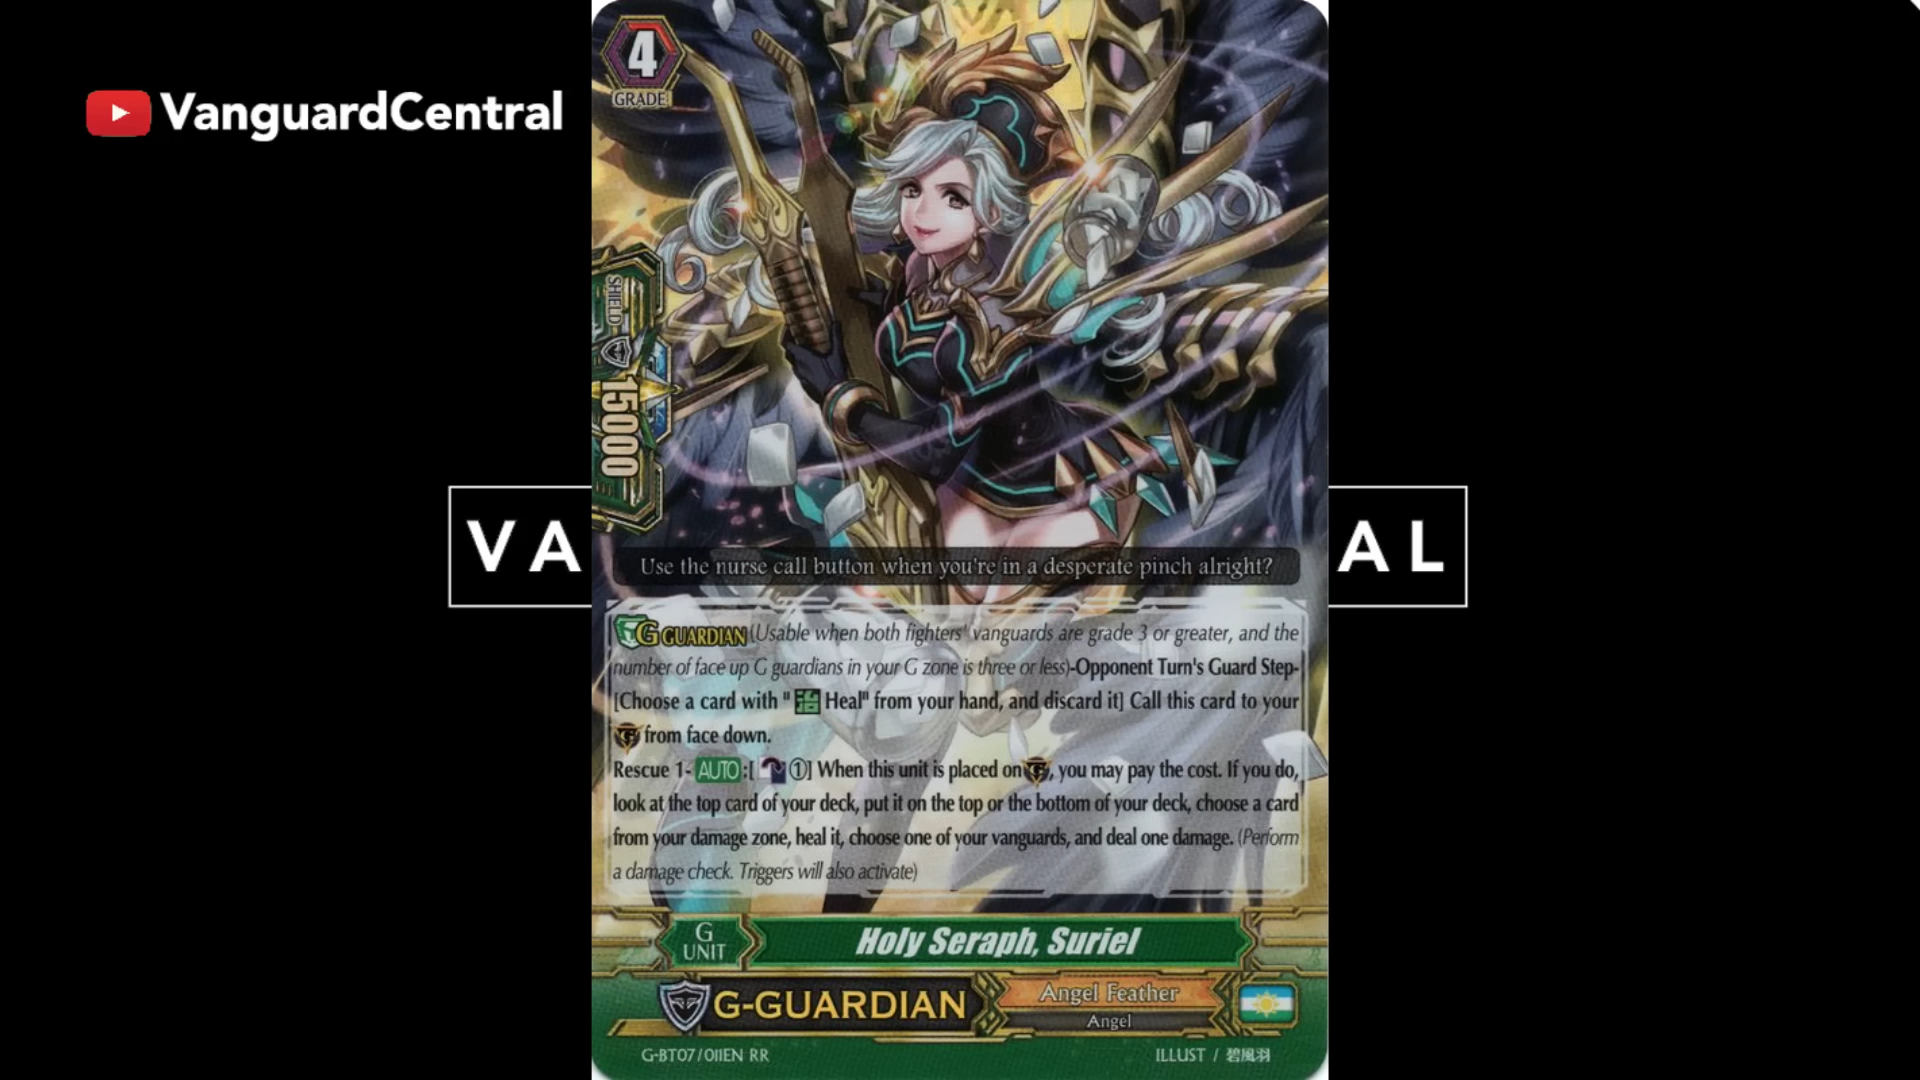 VanguardCentral
4
GRADE
SHIELD
15000
VA
AL
Use the nurse call button when you're in a desperate pinch alright?
G GUARDIAN (Usable when both fighters' vanguards are grade 3 or greater, and the
number of face up G guardians in your G zone is three or less)-Opponent Turn's Guard Step-
[Choose a card with "治 Heal" from your hand, and discard it] Call this card to your
G from face down.
Rescue 1- AUTO :[ ①] When this unit is placed on G, you may pay the cost. If you do,
look at the top card of your deck, put it on the top or the bottom of your deck, choose a card
from your damage zone, heal it, choose one of your vanguards, and deal one damage. (Perform
a damage check. Triggers will also activate)
G
UNIT
Holy Seraph, Suriel
G-GUARDIAN
Angel Feather
Angel
G-BT07/011EN RR
ILLUST / 碧風羽